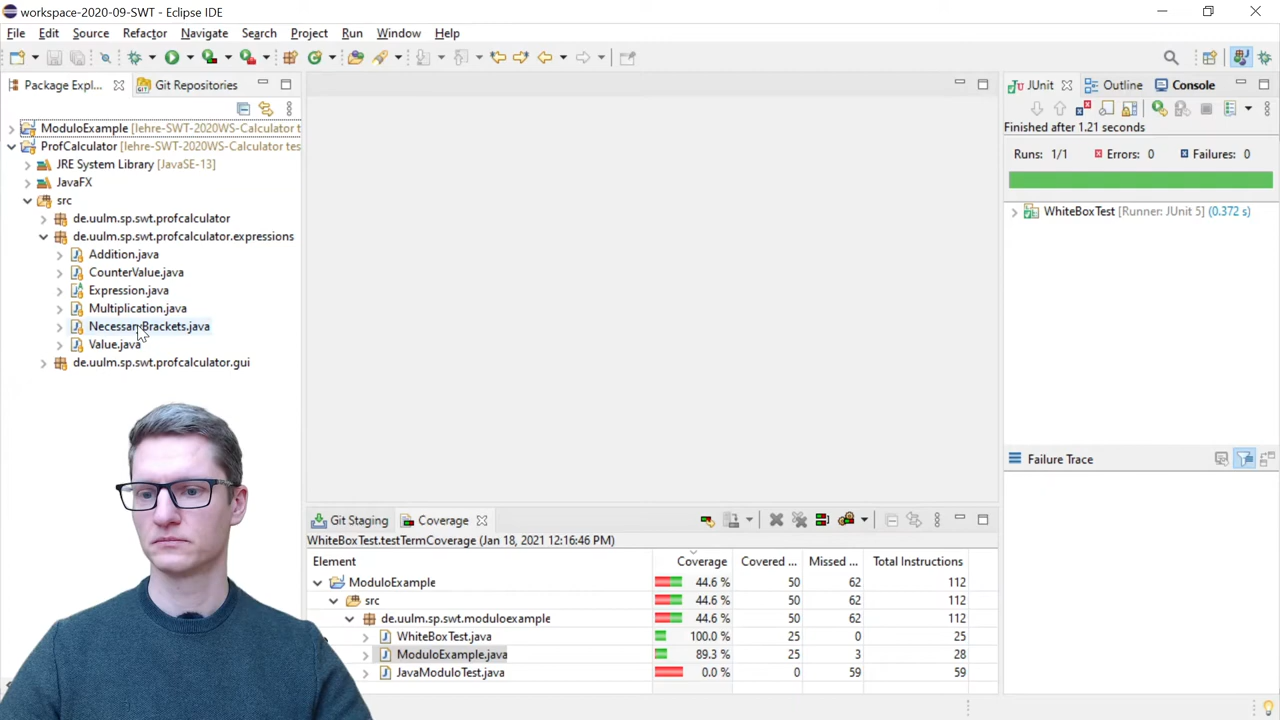 workspace-2020-09-SWT - Eclipse IDE
File Edit Source Refactor Navigate Search Project Run Window Help
Package Expl... Git Repositories
ModuloExample [lehre-SWT-2020WS-Calculator t
ProfCalculator [lehre-SWT-2020WS-Calculator tes
JRE System Library [JavaSE-13]
JavaFX
src
de.uulm.sp.swt.profcalculator
de.uulm.sp.swt.profcalculator.expressions
Addition.java
CounterValue.java
Expression.java
Multiplication.java
NecessaryBrackets.java
Value.java
de.uulm.sp.swt.profcalculator.gui
JUnit Outline Console
Finished after 1.21 seconds
Runs: 1/1 Errors: 0 Failures: 0
WhiteBoxTest [Runner: JUnit 5] (0.372 s)
Failure Trace
Git Staging Coverage
WhiteBoxTest.testTermCoverage (Jan 18, 2021 12:16:46 PM)
Element Coverage Covered ... Missed ... Total Instructions
ModuloExample 44.6 % 50 62 112
src 44.6 % 50 62 112
de.uulm.sp.swt.moduloexample 44.6 % 50 62 112
WhiteBoxTest.java 100.0 % 25 0 25
ModuloExample.java 89.3 % 25 3 28
JavaModuloTest.java 0.0 % 0 59 59